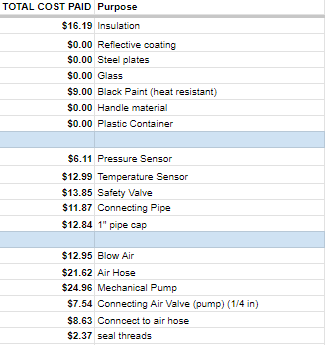 TOTAL COST PAID Purpose
$16.19 Insulation
$0.00 Reflective coating
$0.00 Steel plates
$0.00 Glass
$9.00 Black Paint (heat resistant)
$0.00 Handle material
$0.00 Plastic Container
$6.11 Pressure Sensor
$12.99 Temperature Sensor
$13.85 Safety Valve
$11.87 Connecting Pipe
$12.84 1" pipe cap
$12.95 Blow Air
$21.62 Air Hose
$24.96 Mechanical Pump
$7.54 Connecting Air Valve (pump) (1/4 in)
$8.63 Conncect to air hose
$2.37 seal threads